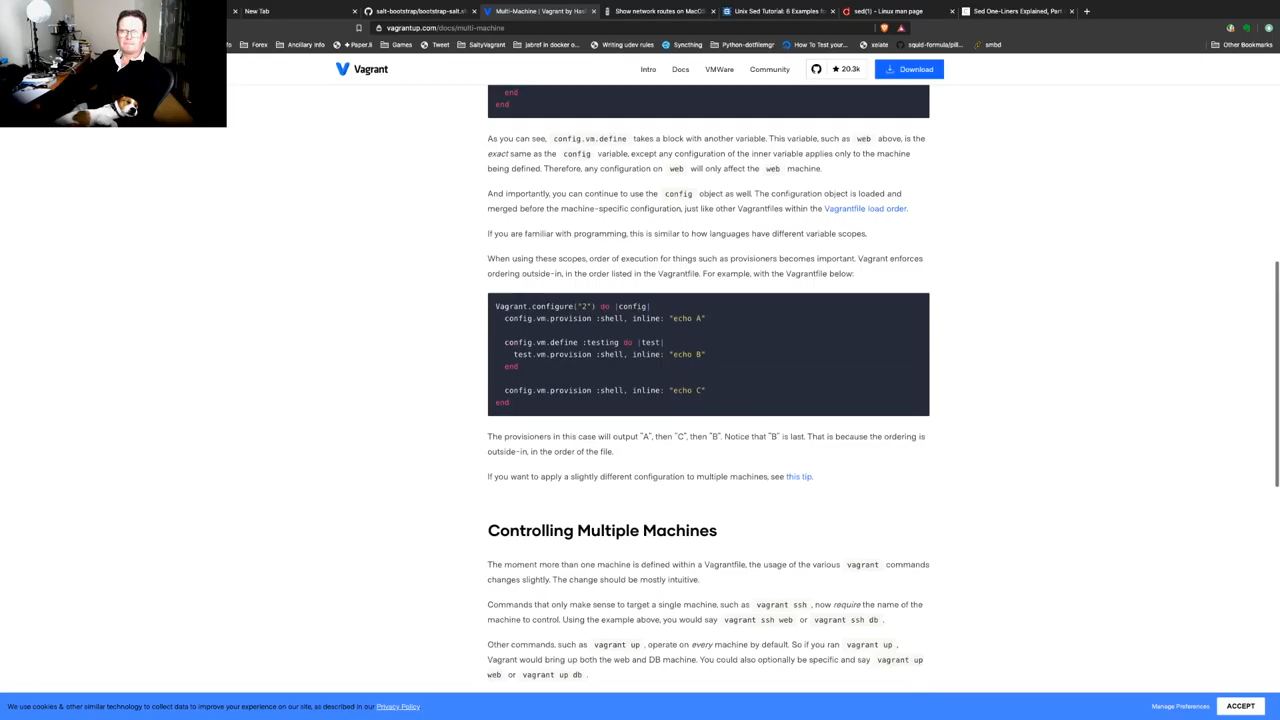 New Tab
salt-bootstrap/bootstrap-salt.s
Multi-Machine | Vagrant by Has
Show network routes on MacOS
Unix Sed Tutorial: 6 Examples fo
sed(1) - Linux man page
Sed One-Liners Explained, Part
vagrantup.com/docs/multi-machine
Forex
Ancillary Info
+ Paper.li
Games
Tweet
SaltyVagrant
jabref in docker o...
Writing udev rules
Syncthing
Python-dotfilemgr
How To Test your...
xelate
squid-formula/pill...
smbd
Other Bookmarks
Vagrant
Intro
Docs
VMWare
Community
20.3k
Download
end
end
As you can see, config.vm.define takes a block with another variable. This variable, such as web above, is the
exact same as the config variable, except any configuration of the inner variable applies only to the machine
being defined. Therefore, any configuration on web will only affect the web machine.
And importantly, you can continue to use the config object as well. The configuration object is loaded and
merged before the machine-specific configuration, just like other Vagrantfiles within the Vagrantfile load order.
If you are familiar with programming, this is similar to how languages have different variable scopes.
When using these scopes, order of execution for things such as provisioners becomes important. Vagrant enforces
ordering outside-in, in the order listed in the Vagrantfile. For example, with the Vagrantfile below:
Vagrant.configure("2") do |config|
config.vm.provision :shell, inline: "echo A"
config.vm.define :testing do |test|
test.vm.provision :shell, inline: "echo B"
end
config.vm.provision :shell, inline: "echo C"
end
The provisioners in this case will output "A", then "C", then "B". Notice that "B" is last. That is because the ordering is
outside-in, in the order of the file.
If you want to apply a slightly different configuration to multiple machines, see this tip.
Controlling Multiple Machines
The moment more than one machine is defined within a Vagrantfile, the usage of the various vagrant commands
changes slightly. The change should be mostly intuitive.
Commands that only make sense to target a single machine, such as vagrant ssh , now require the name of the
machine to control. Using the example above, you would say vagrant ssh web or vagrant ssh db .
Other commands, such as vagrant up , operate on every machine by default. So if you ran vagrant up ,
Vagrant would bring up both the web and DB machine. You could also optionally be specific and say vagrant up
web or vagrant up db .
We use cookies & other similar technology to collect data to improve your experience on our site, as described in our Privacy Policy.
Manage Preferences
ACCEPT